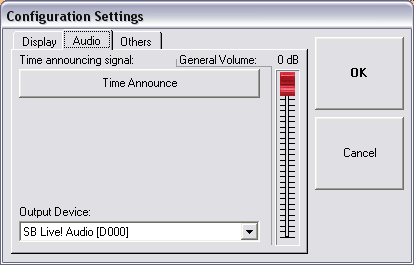 Configuration Settings
Display Audio Others
Time announcing signal: General Volume: 0 dB
Time Announce
OK
Cancel
Output Device:
SB Live! Audio [D000]